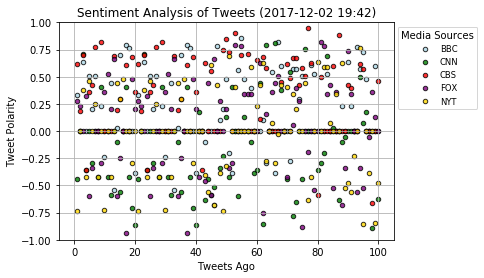 Sentiment Analysis of Tweets (2017-12-02 19:42)
1.00
0.75
0.50
0.25
0.00
−0.25
−0.50
−0.75
−1.00
Tweet Polarity
0
20
40
60
80
100
Tweets Ago
Media Sources
BBC
CNN
CBS
FOX
NYT